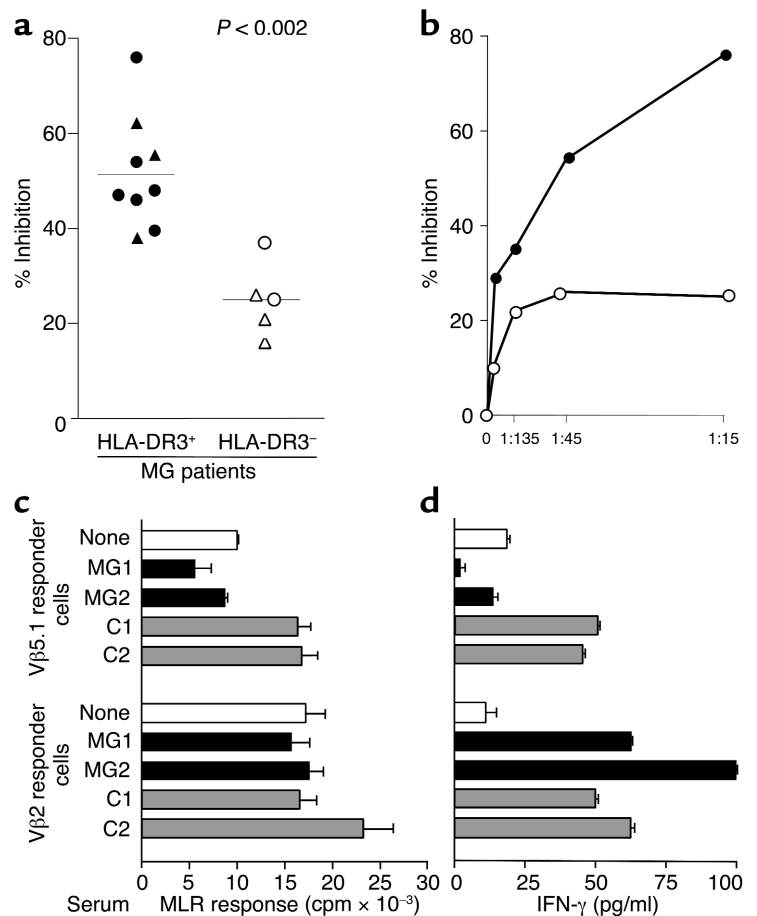 a
P < 0.002
80
60
40
20
0
% Inhibition
HLA-DR3⁺ HLA-DR3⁻
MG patients
b
80
60
40
20
0
% Inhibition
0 1:135 1:45 1:15
c
Vβ5.1 responder
cells
None
MG1
MG2
C1
C2
Vβ2 responder
cells
None
MG1
MG2
C1
C2
0 5 10 15 20 25 30
Serum MLR response (cpm × 10⁻³)
d
0 25 50 75 100
IFN-γ (pg/ml)